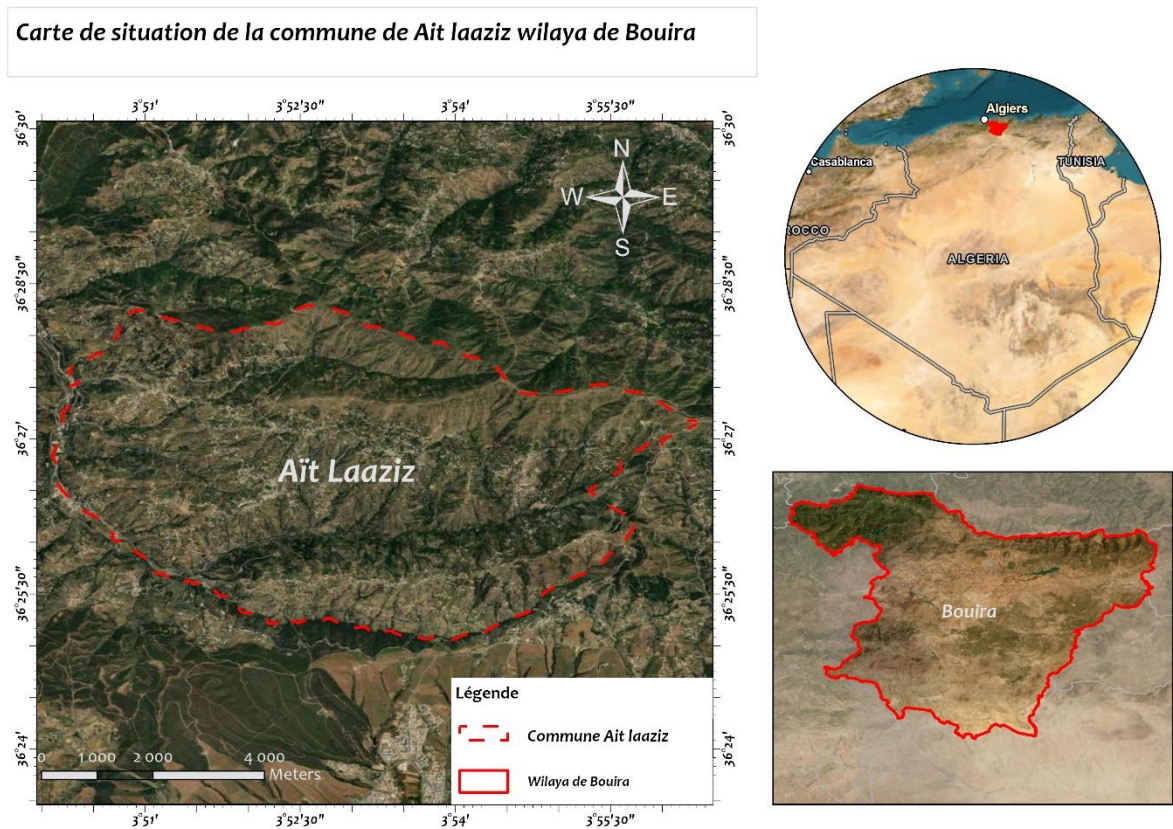 Carte de situation de la commune de Ait laaziz wilaya de Bouira
3°51'
3°52'30"
3°54'
3°55'30"
36°30'
36°30'
N
W
E
S
36°28'30"
36°28'30"
36°27'
36°27'
Aït Laaziz
36°25'30"
36°25'30"
36°24'
36°24'
Légende
Commune Ait laaziz
Wilaya de Bouira
0 1 000 2 000 4 000
Meters
3°51'
3°52'30"
3°54'
3°55'30"
Algiers
Casablanca
TUNISIA
ROCCO
ALGERIA
Bouira